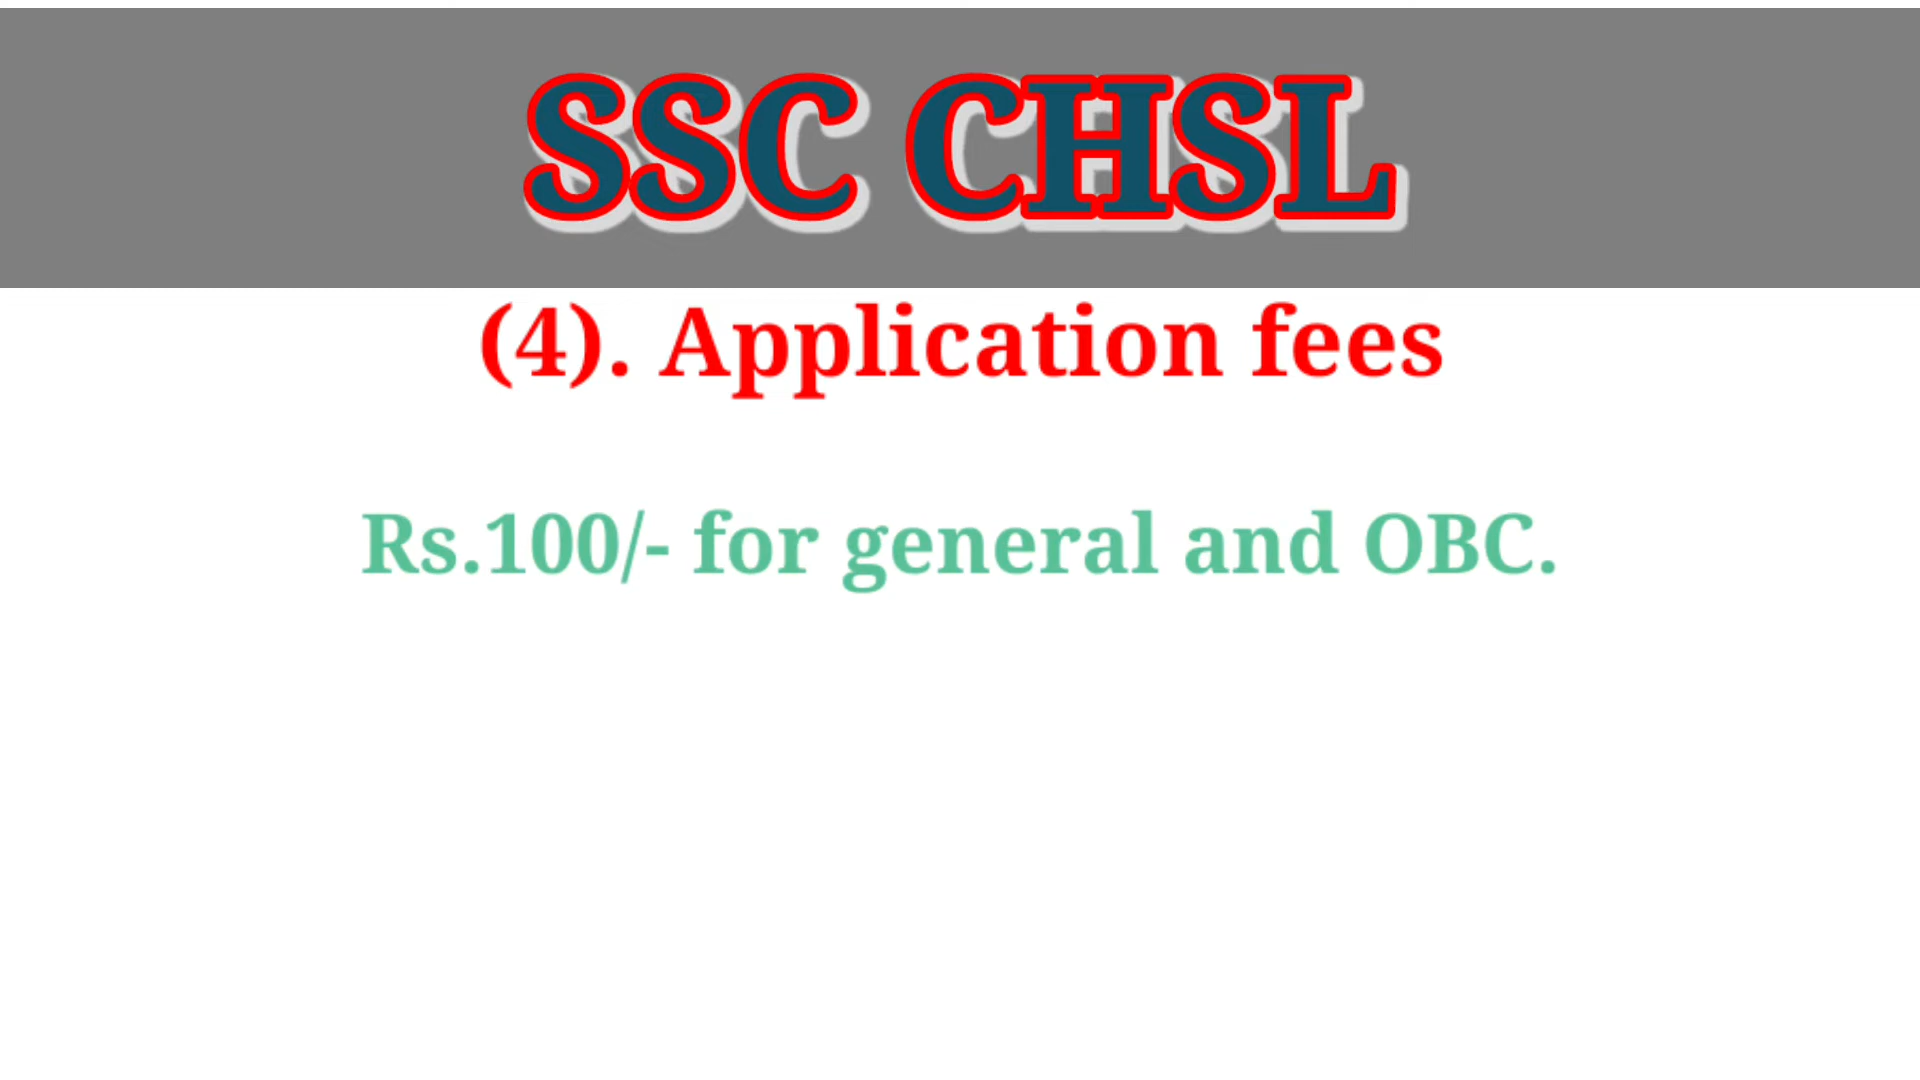 SSC CHSL
(4). Application fees
Rs.100/- for general and OBC.